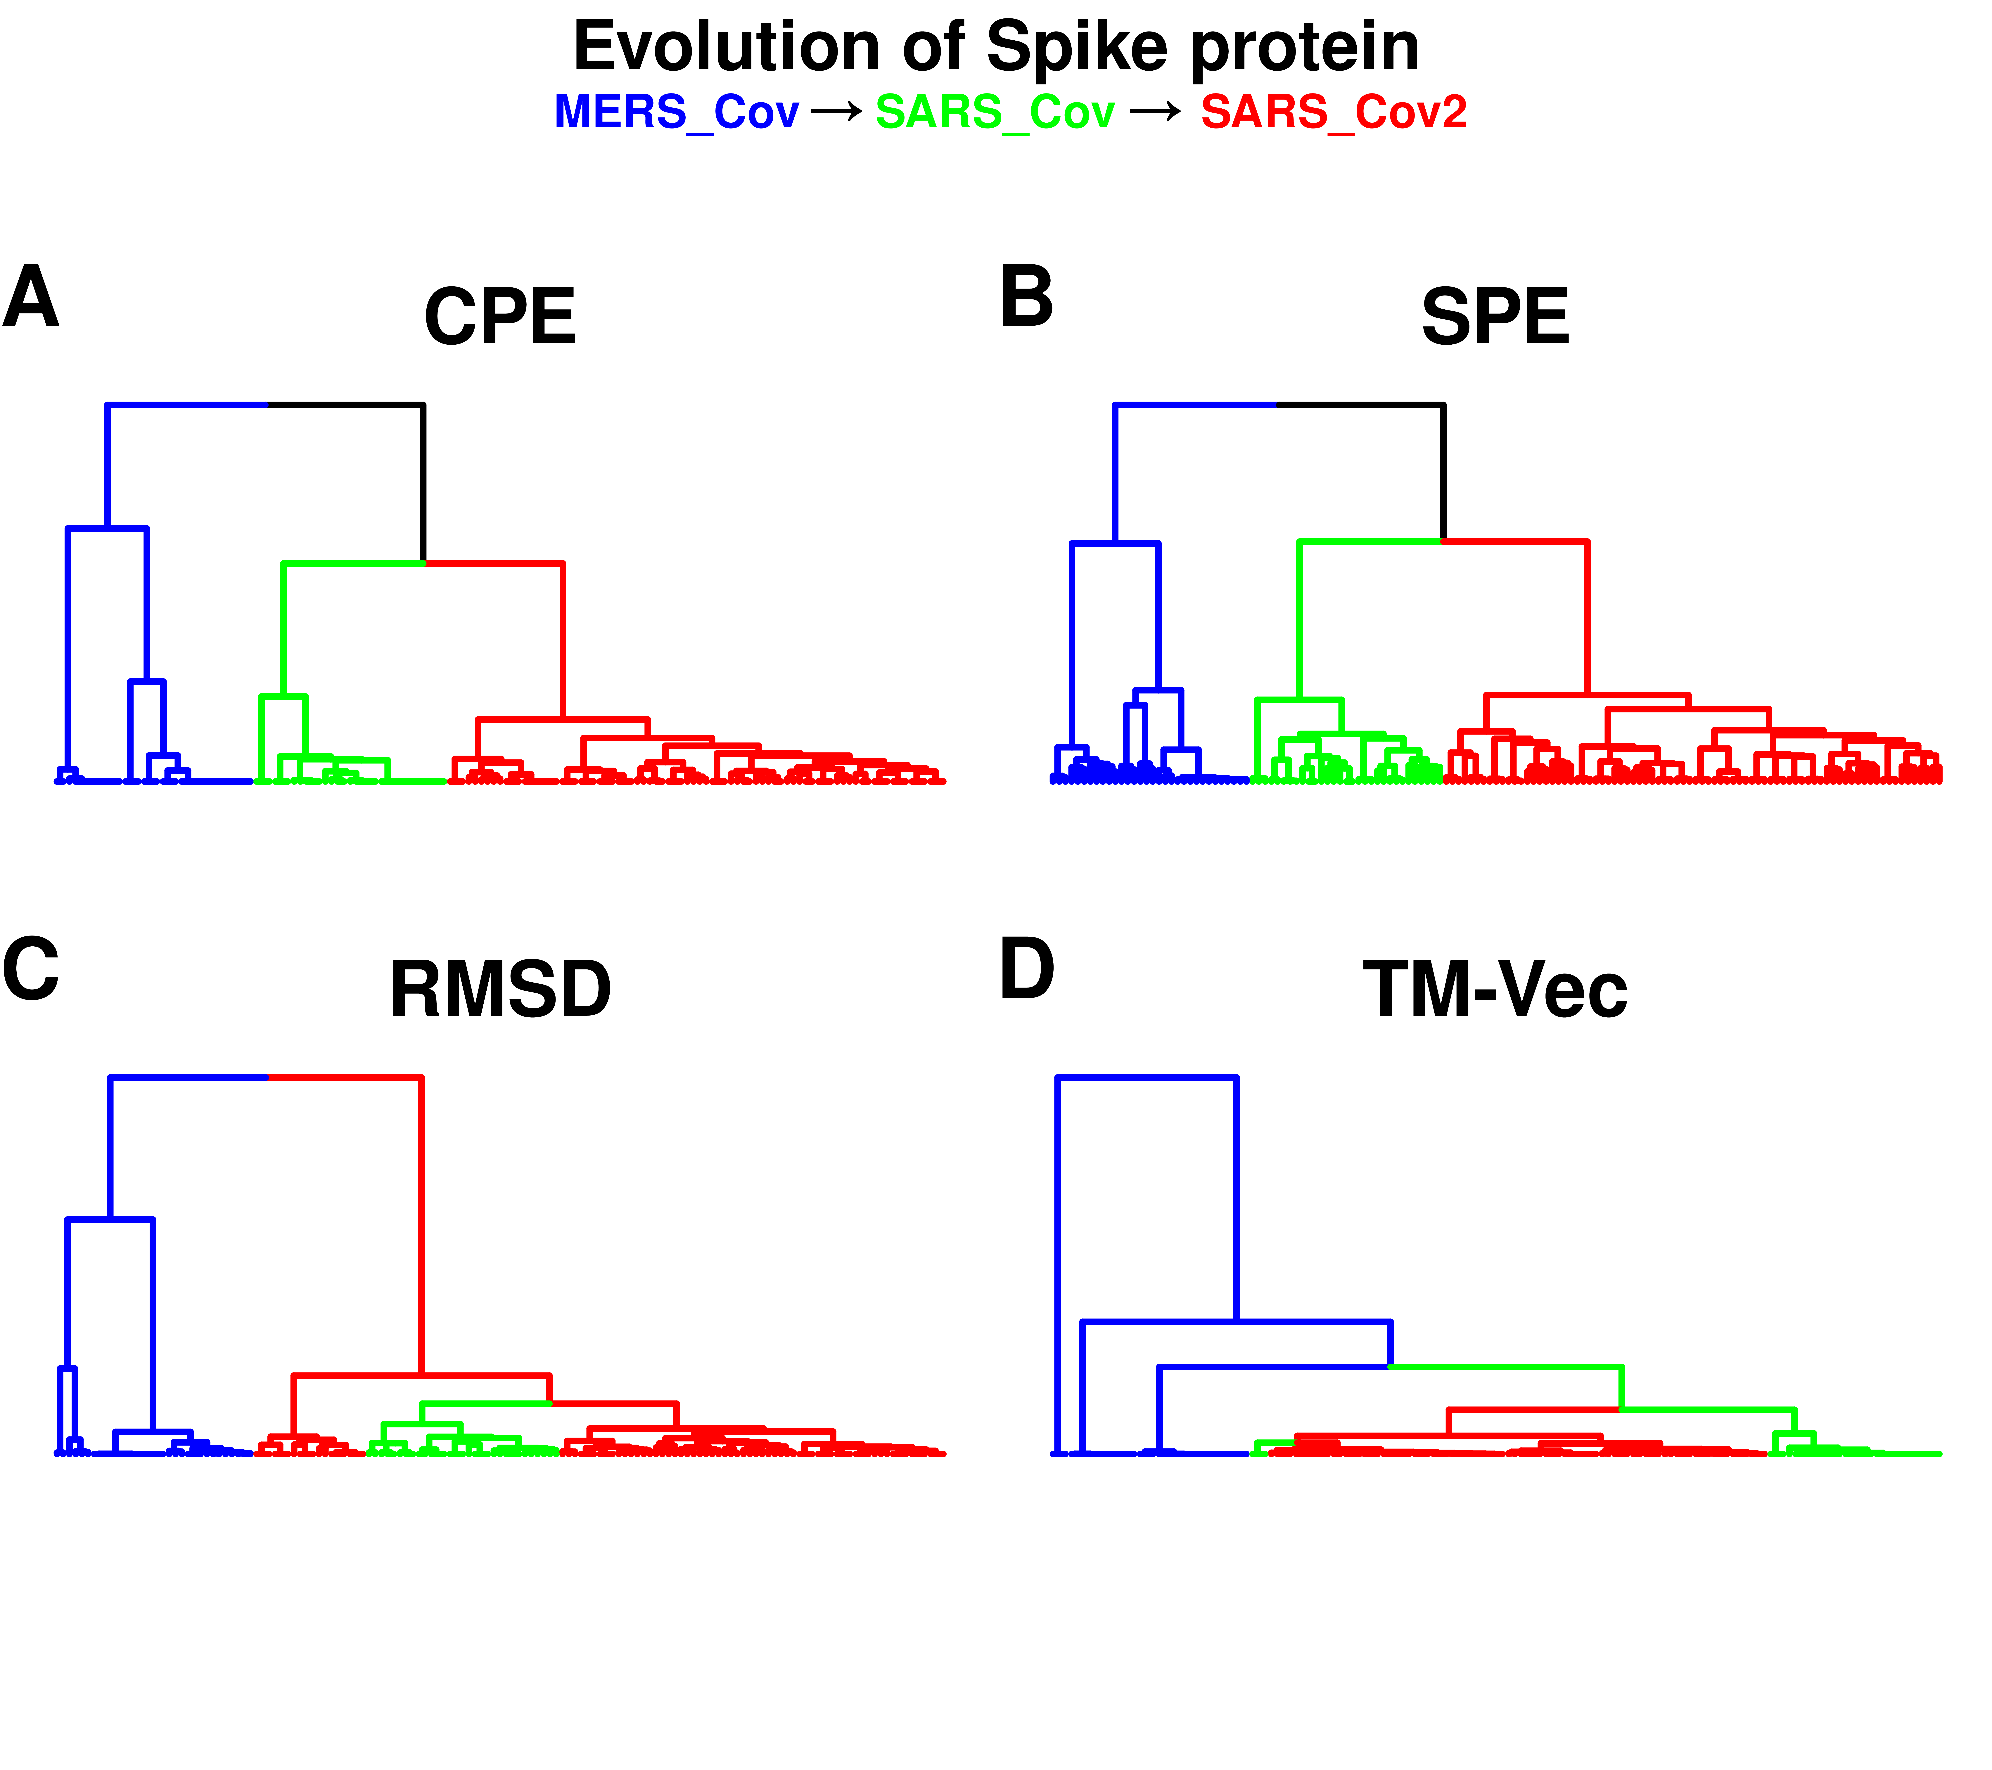 Evolution of Spike protein
MERS_Cov → SARS_Cov → SARS_Cov2
A
CPE
B
SPE
C
RMSD
D
TM-Vec